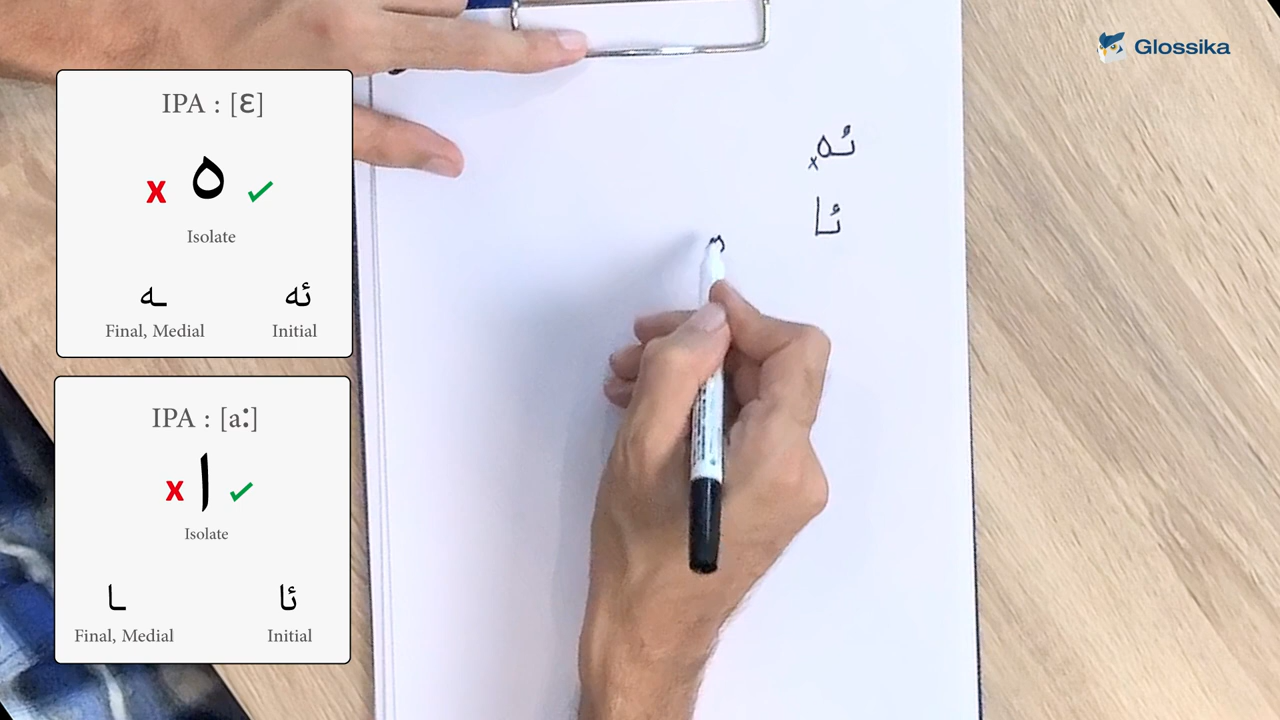 Glossika
IPA : [ɛ]
X ه ✓
Isolate
ـە ئە
Final, Medial Initial
IPA : [aː]
X ا ✓
Isolate
ـا ئا
Final, Medial Initial
ئە x
ئا